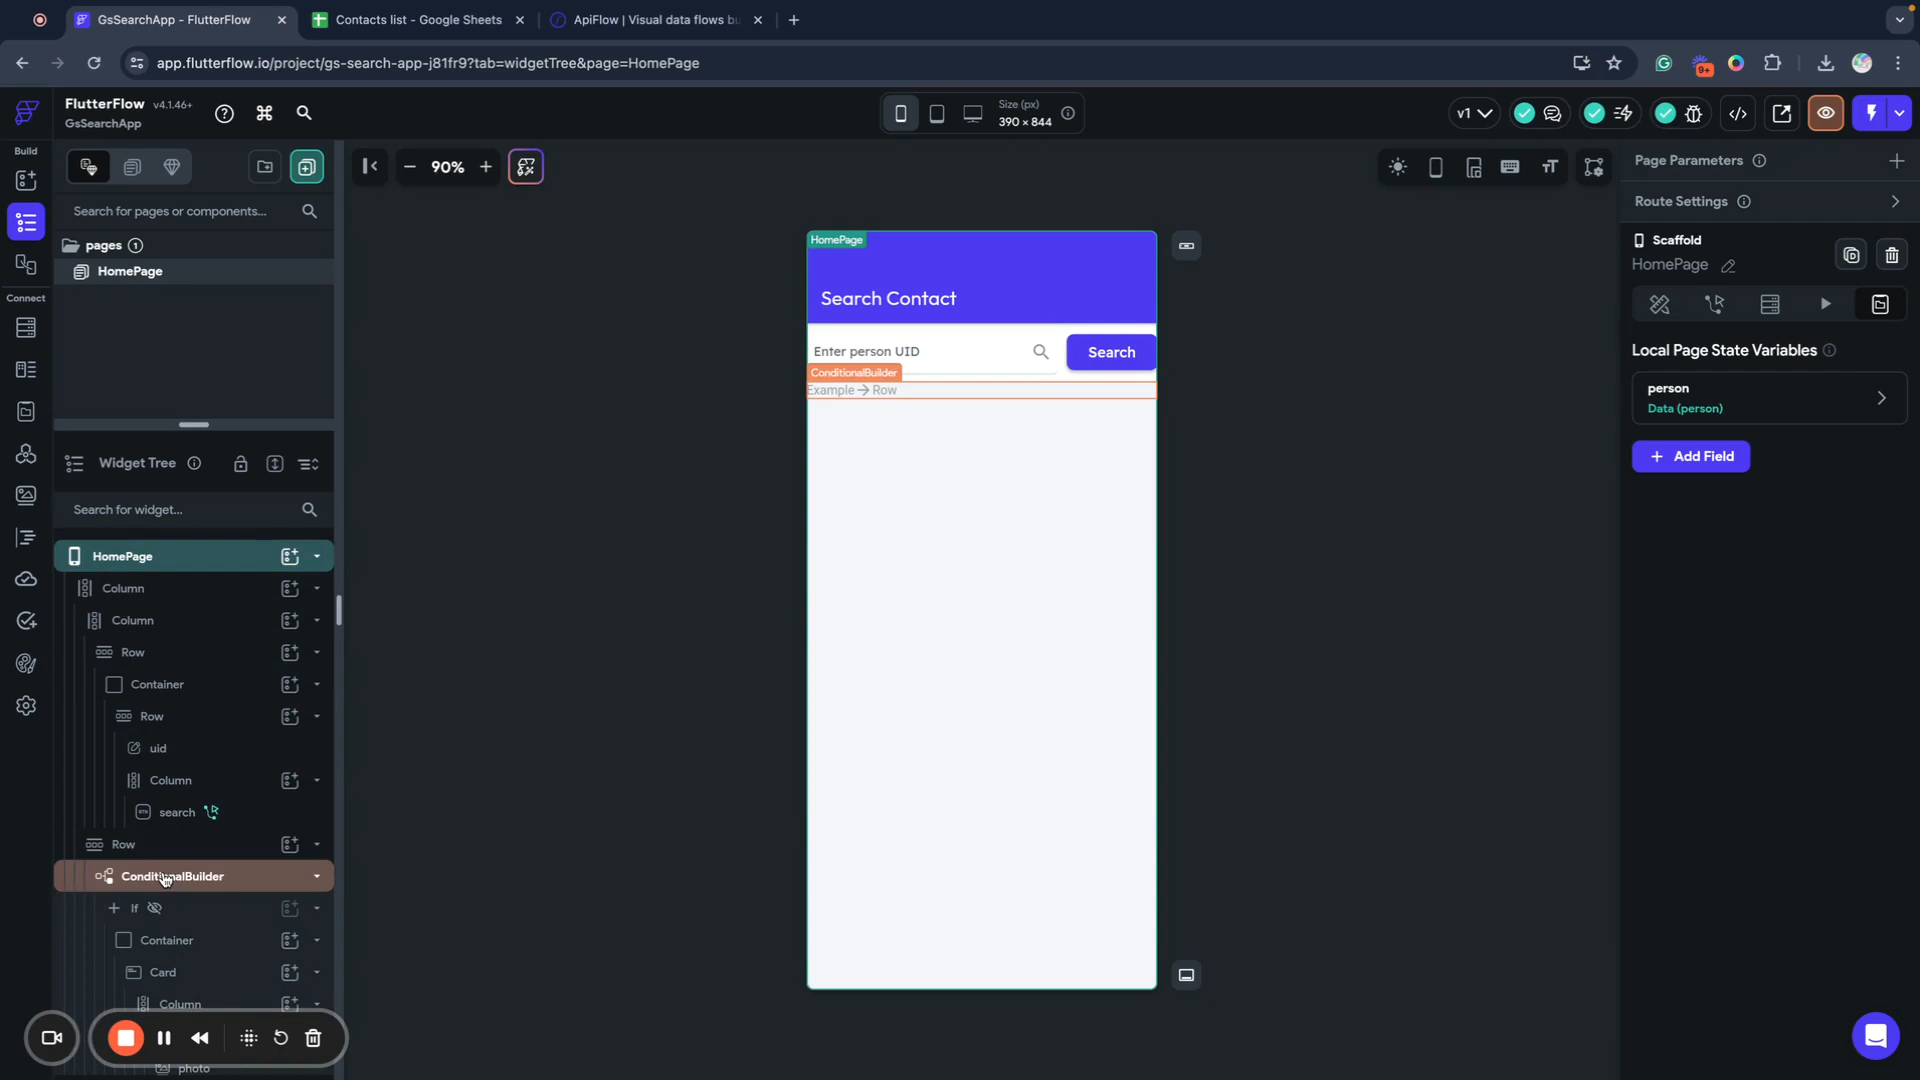 GsSearchApp - FlutterFlow
Contacts list - Google Sheets
ApiFlow | Visual data flows bu
app.flutterflow.io/project/gs-search-app-j81fr9?tab=widgetTree&page=HomePage
9+
FlutterFlow v4.1.46+
GsSearchApp
Size (px)
390 × 844
v1
Build
Connect
Search for pages or components...
pages 1
HomePage
Widget Tree
Search for widget...
HomePage
Column
Column
Row
Container
Row
uid
Column
search
Row
ConditionalBuilder
If
Container
Card
Column
photo
90%
HomePage
Search Contact
Enter person UID
Search
ConditionalBuilder
Example → Row
Page Parameters
Route Settings
Scaffold
HomePage
Local Page State Variables
person
Data (person)
+ Add Field